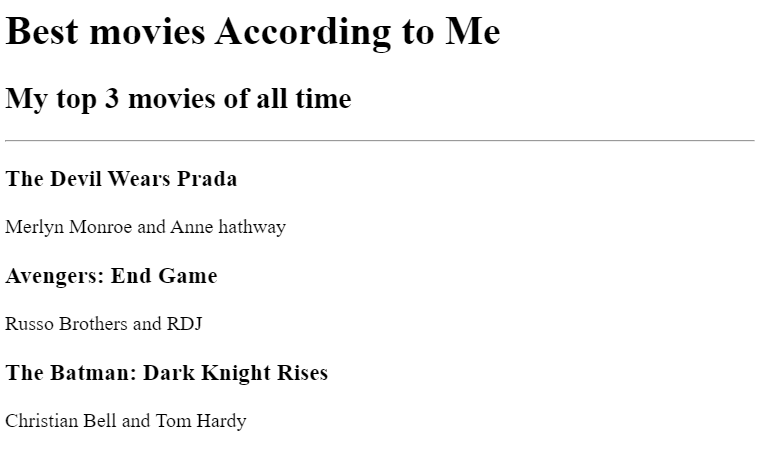 Best movies According to Me
My top 3 movies of all time
The Devil Wears Prada
Merlyn Monroe and Anne hathway
Avengers: End Game
Russo Brothers and RDJ
The Batman: Dark Knight Rises
Christian Bell and Tom Hardy